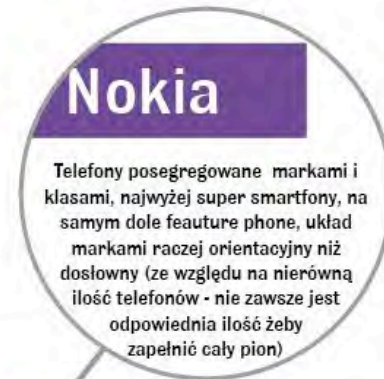 Nokia
Telefony posegregowane markami i
klasami, najwyżej super smartfony, na
samym dole feauture phone, układ
markami raczej orientacyjny niż
dosłowny (ze względu na nierówną
ilość telefonów - nie zawsze jest
odpowiednia ilość żeby
zapełnić cały pion)